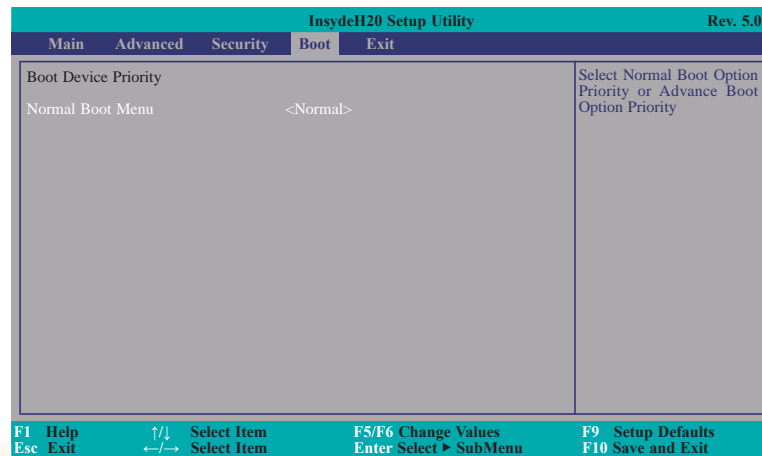 InsydeH20 Setup Utility Rev. 5.0
Main Advanced Security Boot Exit
Boot Device Priority
Normal Boot Menu <Normal>
Select Normal Boot Option
Priority or Advance Boot
Option Priority
F1 Help ↑/↓ Select Item F5/F6 Change Values F9 Setup Defaults
Esc Exit ←/→ Select Item Enter Select ▶ SubMenu F10 Save and Exit